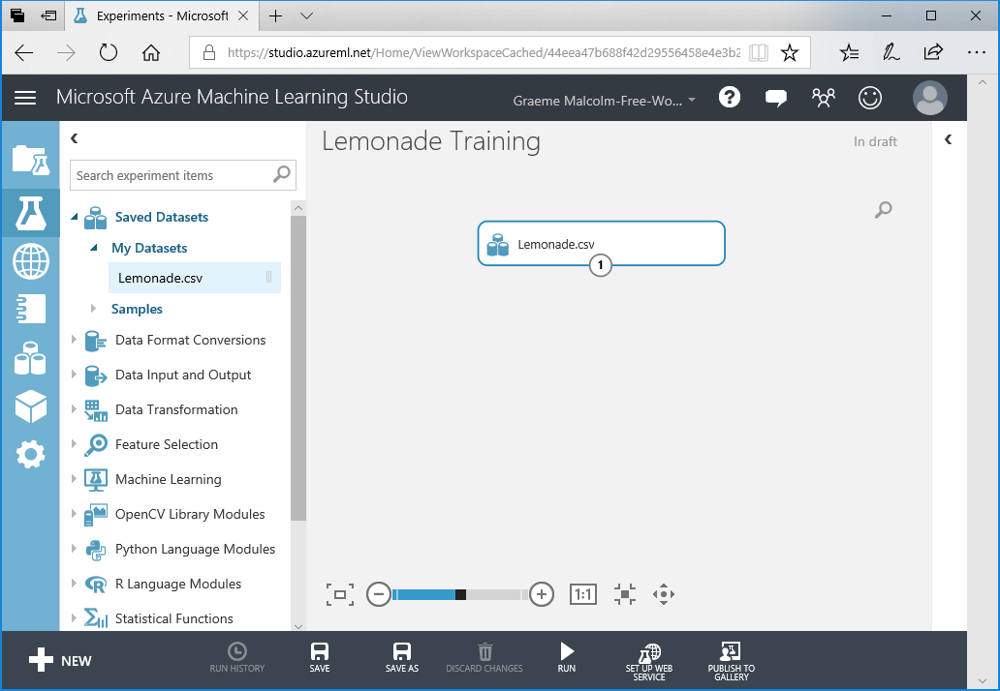 Experiments - Microsoft
https://studio.azureml.net/Home/ViewWorkspaceCached/44eea47b688f42d29556458e4e3b2
Microsoft Azure Machine Learning Studio
Graeme Malcolm-Free-Wo...
?
Lemonade Training
In draft
Search experiment items
Saved Datasets
My Datasets
Lemonade.csv
Samples
Data Format Conversions
Data Input and Output
Data Transformation
Feature Selection
Machine Learning
OpenCV Library Modules
Python Language Modules
R Language Modules
Statistical Functions
Lemonade.csv
1
1:1
NEW
RUN HISTORY
SAVE
SAVE AS
DISCARD CHANGES
RUN
SET UP WEB
SERVICE
PUBLISH TO
GALLERY